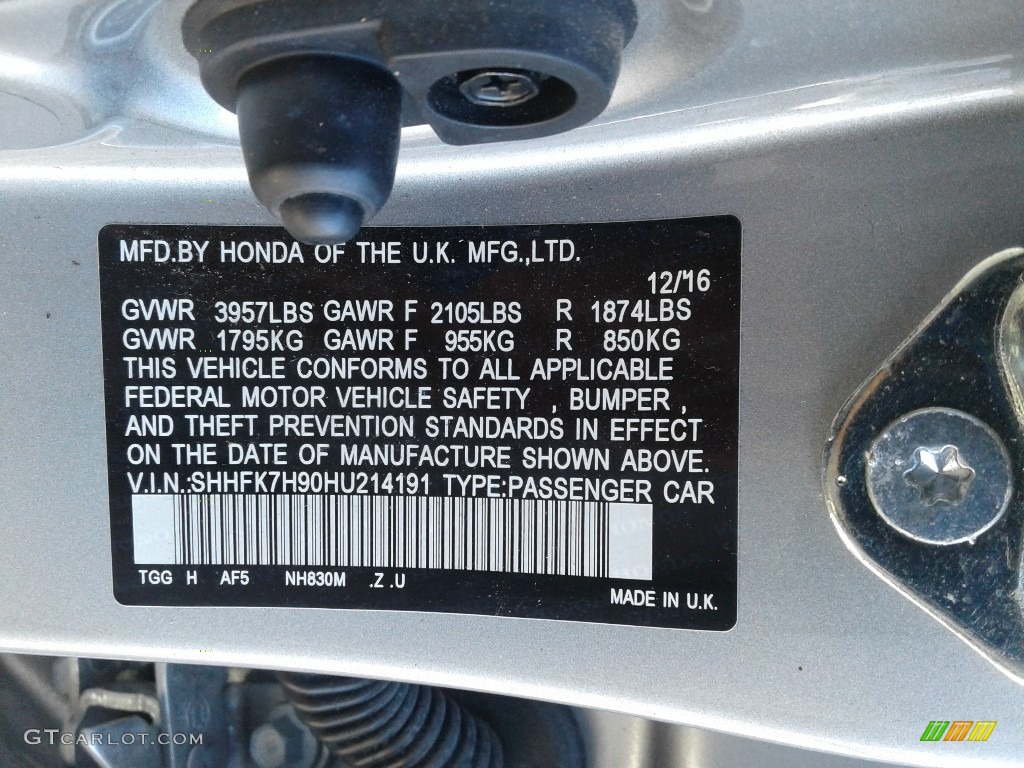 MFD.BY HONDA OF THE U.K. MFG.,LTD.
12/'16
GVWR 3957LBS GAWR F 2105LBS R 1874LBS
GVWR 1795KG GAWR F 955KG R 850KG
THIS VEHICLE CONFORMS TO ALL APPLICABLE
FEDERAL MOTOR VEHICLE SAFETY , BUMPER ,
AND THEFT PREVENTION STANDARDS IN EFFECT
ON THE DATE OF MANUFACTURE SHOWN ABOVE.
V.I.N.:SHHFK7H90HU214191 TYPE:PASSENGER CAR
TGG H AF5 NH830M .Z .U
MADE IN U.K.
GTCARLOT.COM